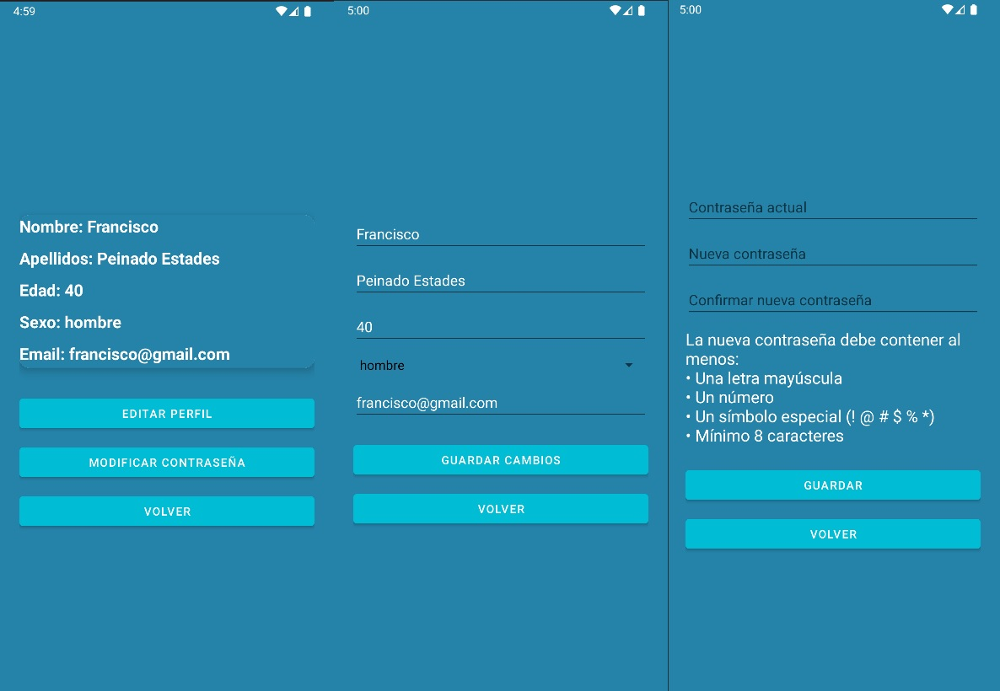 4:59
Nombre: Francisco
Apellidos: Peinado Estades
Edad: 40
Sexo: hombre
Email: francisco@gmail.com
EDITAR PERFIL
MODIFICAR CONTRASEÑA
VOLVER
5:00
Francisco
Peinado Estades
40
hombre
francisco@gmail.com
GUARDAR CAMBIOS
VOLVER
5:00
Contraseña actual
Nueva contraseña
Confirmar nueva contraseña
La nueva contraseña debe contener al
menos:
• Una letra mayúscula
• Un número
• Un símbolo especial (! @ # $ % *)
• Mínimo 8 caracteres
GUARDAR
VOLVER